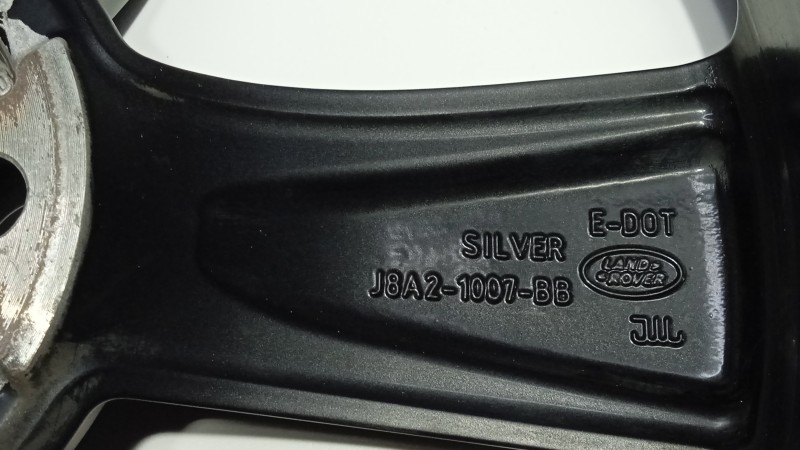 E-DOT
SILVER
LAND-
-ROVER
J8A2-1007-BB
JWL